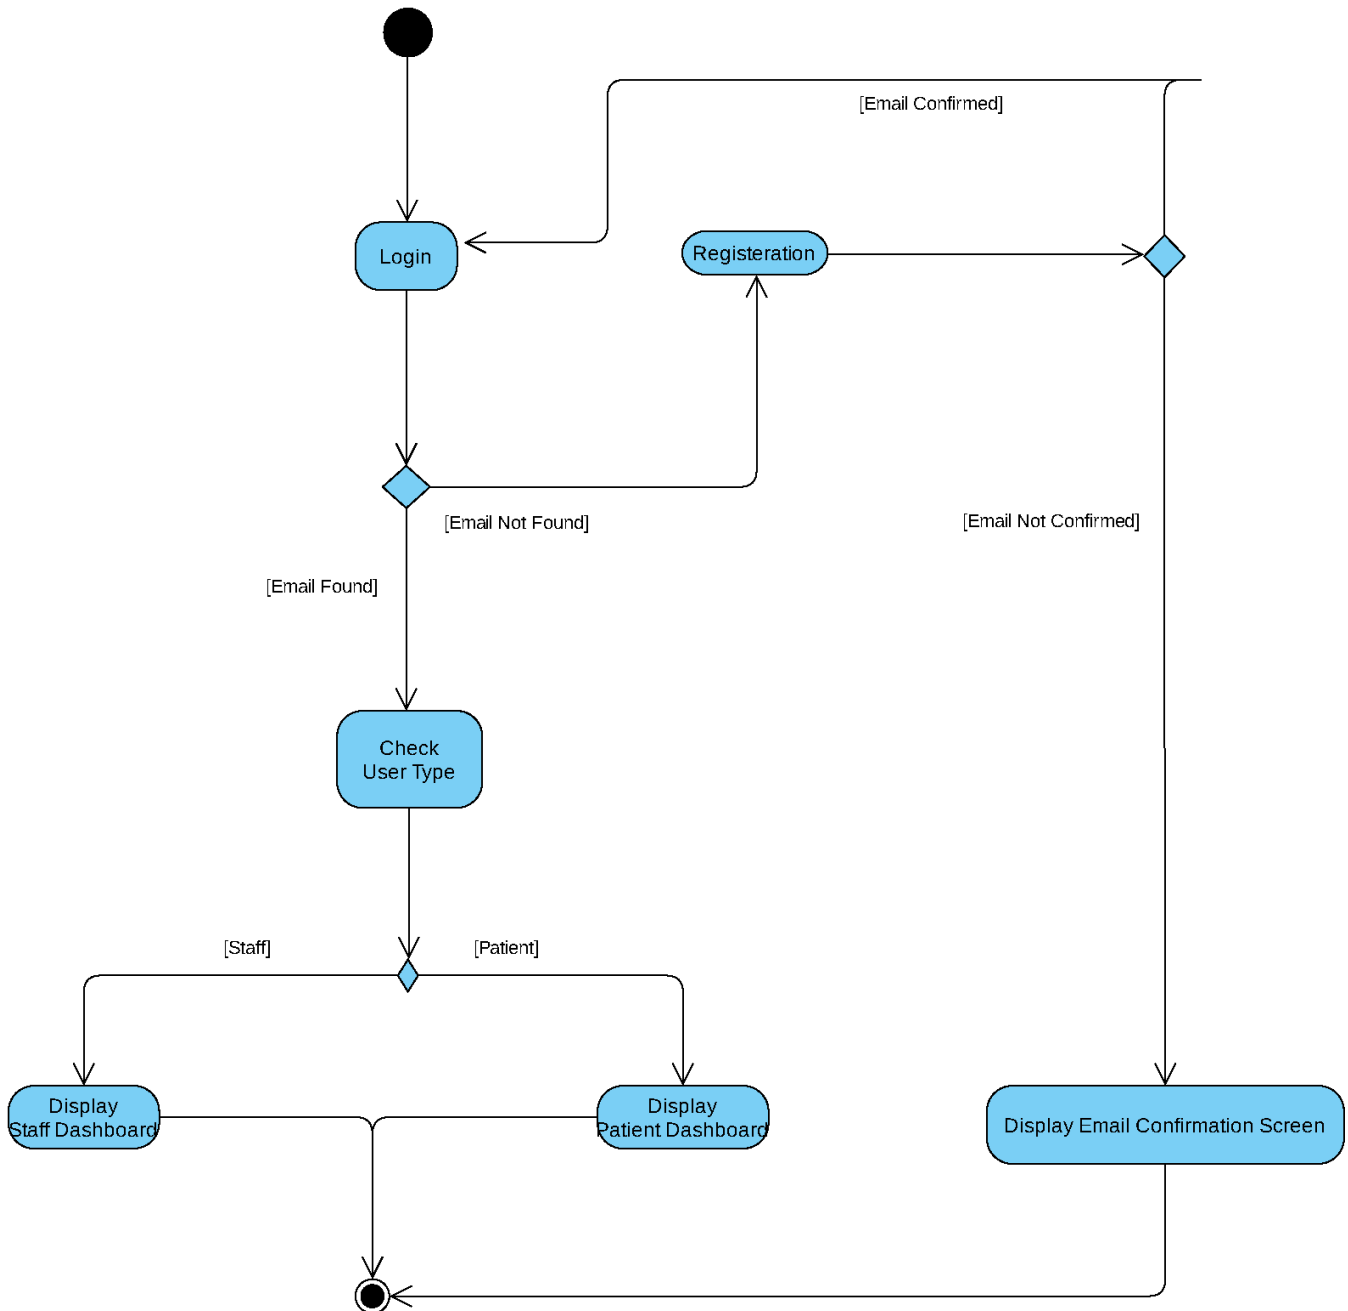 [Email Confirmed]
Login
Registeration
[Email Not Found]
[Email Not Confirmed]
[Email Found]
Check
User Type
[Staff]
[Patient]
Display
Staff Dashboard
Display
Patient Dashboard
Display Email Confirmation Screen